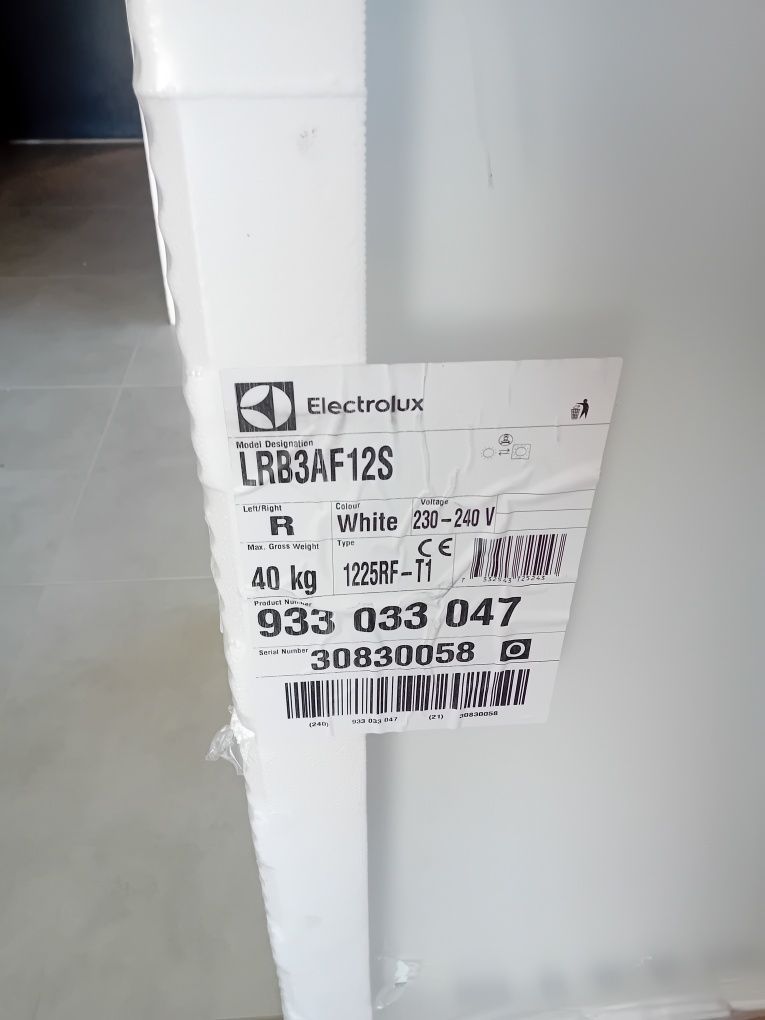 Electrolux
Model Designation
LRB3AF12S
Left/Right
R
Colour
White
Voltage
230-240 V
Max. Gross Weight
40 kg
Type
1225RF-T1
CE
Product Number
933 033 047
Serial Number
30830058
(240) 933 033 047 (21) 30830058